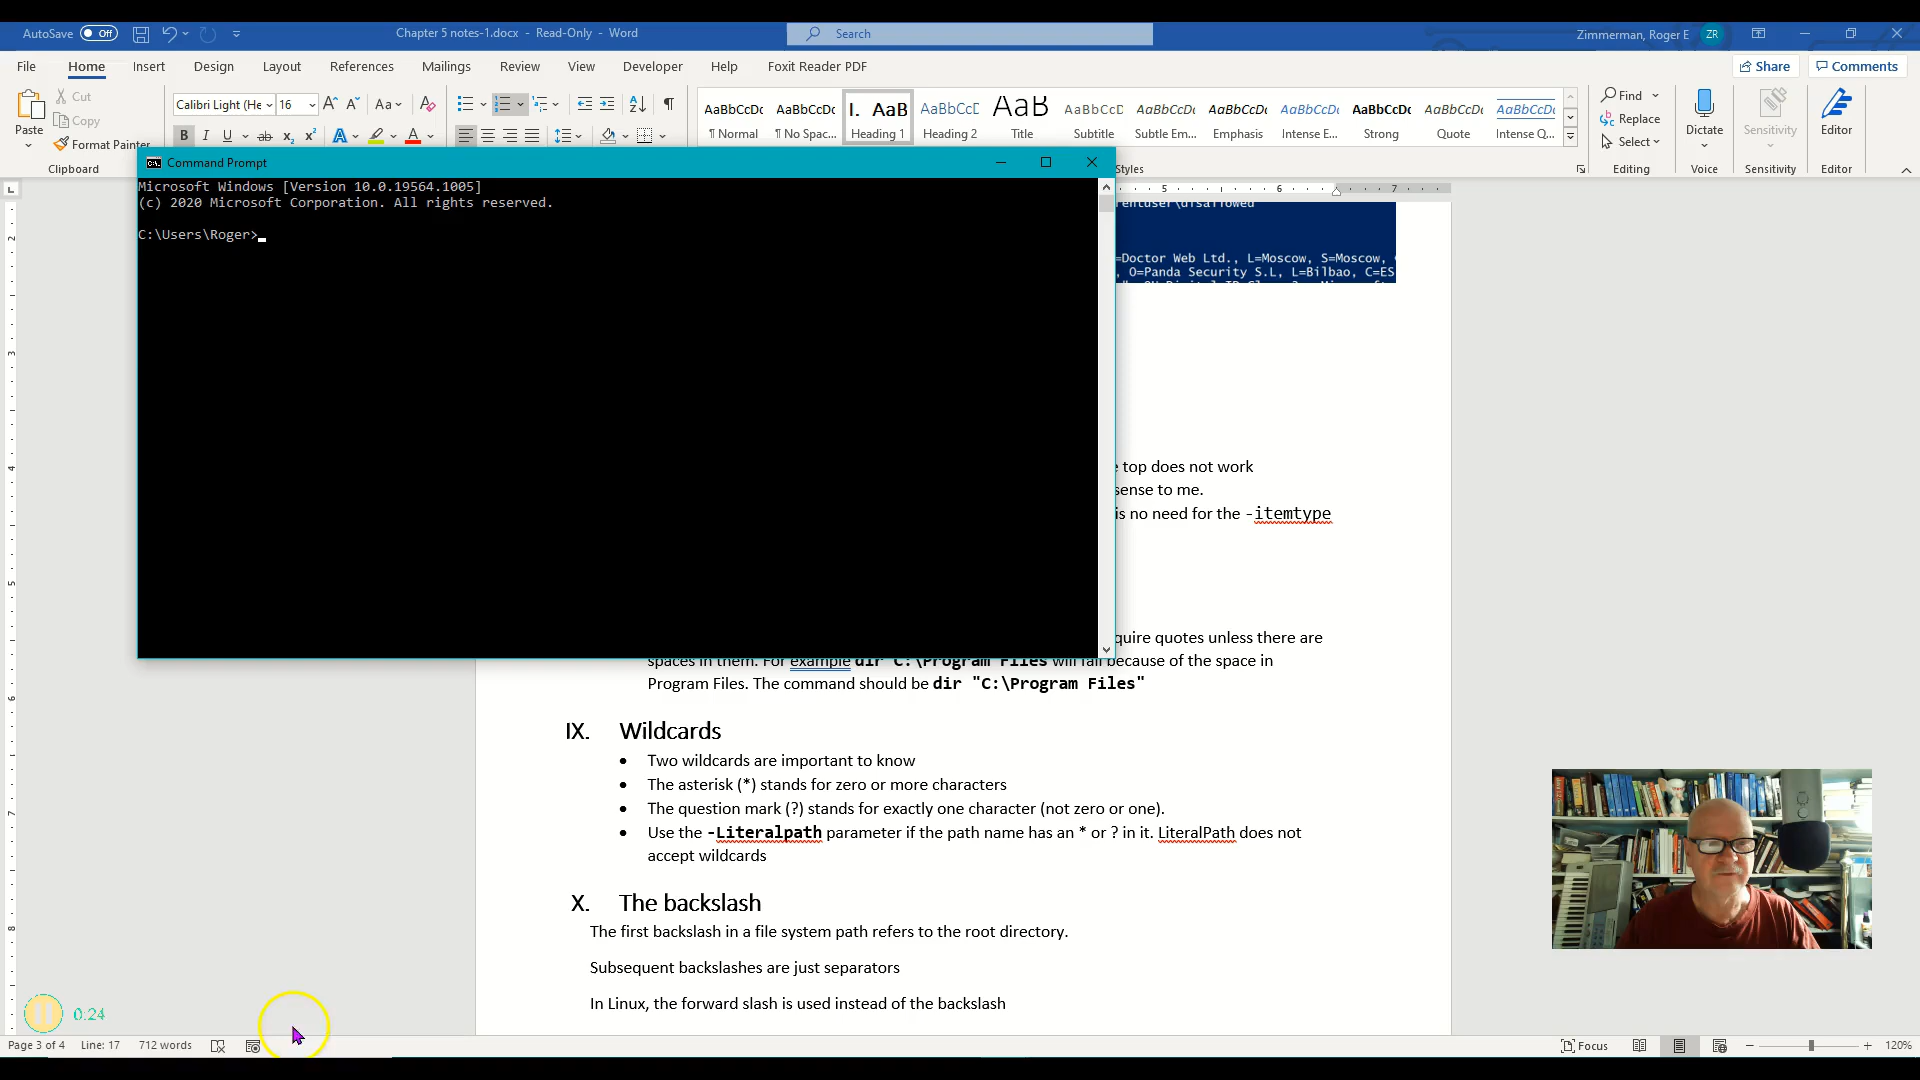 AutoSave Off
Chapter 5 notes-1.docx - Read-Only - Word
Search
Zimmerman, Roger E ZR
File Home Insert Design Layout References Mailings Review View Developer Help Foxit Reader PDF
Share Comments
Paste
Cut
Copy
Format Painter
Clipboard
Calibri Light (He 16
AaBbCcDc AaBbCcDc I. AaB AaBbCcD AaB AaBbCcD AaBbCcDc AaBbCcDc AaBbCcDc AaBbCcDc AaBbCcDc AaBbCcDc
¶ Normal ¶ No Spac... Heading 1 Heading 2 Title Subtitle Subtle Em... Emphasis Intense E... Strong Quote Intense Q...
Styles
Find
Replace
Select
Editing
Dictate
Voice
Sensitivity
Sensitivity
Editor
Editor
Command Prompt
Microsoft Windows [Version 10.0.19564.1005]
(c) 2020 Microsoft Corporation. All rights reserved.
C:\Users\Roger>
entuser\disallowed
=Doctor Web Ltd., L=Moscow, S=Moscow,
, O=Panda Security S.L, L=Bilbao, C=ES
top does not work
sense to me.
is no need for the -itemtype
quire quotes unless there are
spaces in them. For example dir C:\Program Files will fail because of the space in
Program Files. The command should be dir "C:\Program Files"
IX. Wildcards
• Two wildcards are important to know
• The asterisk (*) stands for zero or more characters
• The question mark (?) stands for exactly one character (not zero or one).
• Use the -Literalpath parameter if the path name has an * or ? in it. LiteralPath does not
accept wildcards
X. The backslash
The first backslash in a file system path refers to the root directory.
Subsequent backslashes are just separators
In Linux, the forward slash is used instead of the backslash
0:24
Page 3 of 4 Line: 17 712 words
Focus
120%